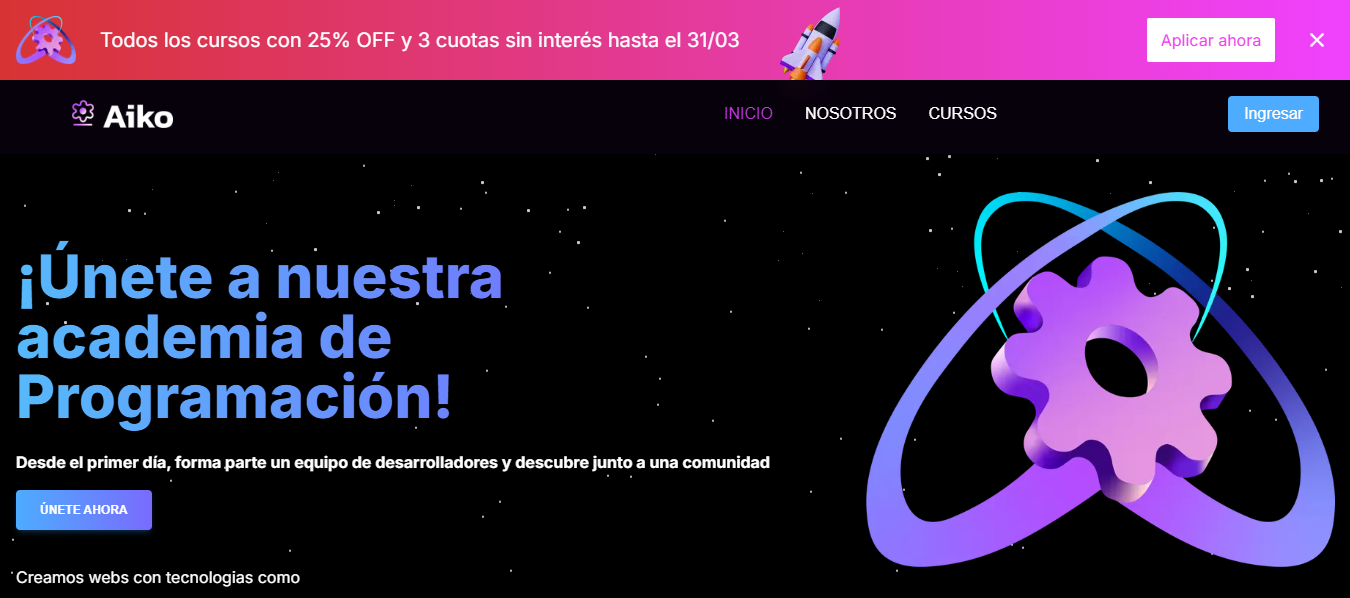 Todos los cursos con 25% OFF y 3 cuotas sin interés hasta el 31/03
Aplicar ahora
Aiko
INICIO
NOSOTROS
CURSOS
Ingresar
¡Únete a nuestra
academia de
Programación!
Desde el primer día, forma parte un equipo de desarrolladores y descubre junto a una comunidad
ÚNETE AHORA
Creamos webs con tecnologias como